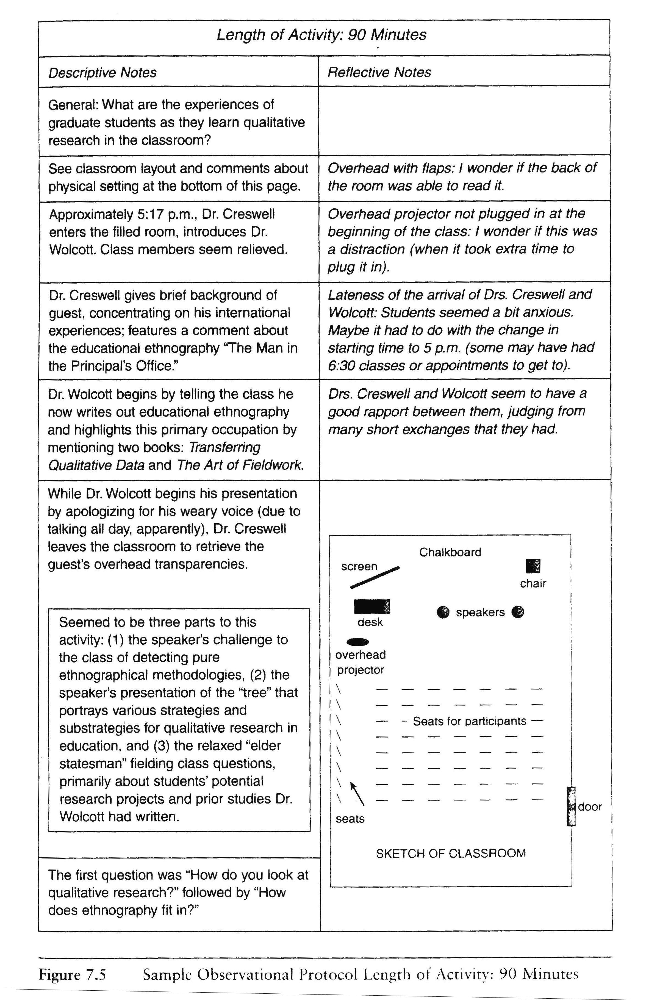 Length of Activity: 90 Minutes
Descriptive Notes
Reflective Notes
General: What are the experiences of
graduate students as they learn qualitative
research in the classroom?
See classroom layout and comments about
physical setting at the bottom of this page.
Overhead with flaps: I wonder if the back of
the room was able to read it.
Approximately 5:17 p.m., Dr. Creswell
enters the filled room, introduces Dr.
Wolcott. Class members seem relieved.
Overhead projector not plugged in at the
beginning of the class: I wonder if this was
a distraction (when it took extra time to
plug it in).
Dr. Creswell gives brief background of
guest, concentrating on his international
experiences; features a comment about
the educational ethnography “The Man in
the Principal’s Office.”
Lateness of the arrival of Drs. Creswell and
Wolcott: Students seemed a bit anxious.
Maybe it had to do with the change in
starting time to 5 p.m. (some may have had
6:30 classes or appointments to get to).
Dr. Wolcott begins by telling the class he
now writes out educational ethnography
and highlights this primary occupation by
mentioning two books: Transferring
Qualitative Data and The Art of Fieldwork.
Drs. Creswell and Wolcott seem to have a
good rapport between them, judging from
many short exchanges that they had.
While Dr. Wolcott begins his presentation
by apologizing for his weary voice (due to
talking all day, apparently), Dr. Creswell
leaves the classroom to retrieve the
guest’s overhead transparencies.
Seemed to be three parts to this
activity: (1) the speaker’s challenge to
the class of detecting pure
ethnographical methodologies, (2) the
speaker’s presentation of the “tree” that
portrays various strategies and
substrategies for qualitative research in
education, and (3) the relaxed “elder
statesman” fielding class questions,
primarily about students’ potential
research projects and prior studies Dr.
Wolcott had written.
The first question was “How do you look at
qualitative research?” followed by “How
does ethnography fit in?”
Chalkboard
screen
chair
speakers
desk
overhead
projector
Seats for participants
seats
door
SKETCH OF CLASSROOM
Figure 7.5 Sample Observational Protocol Length of Activity: 90 Minutes